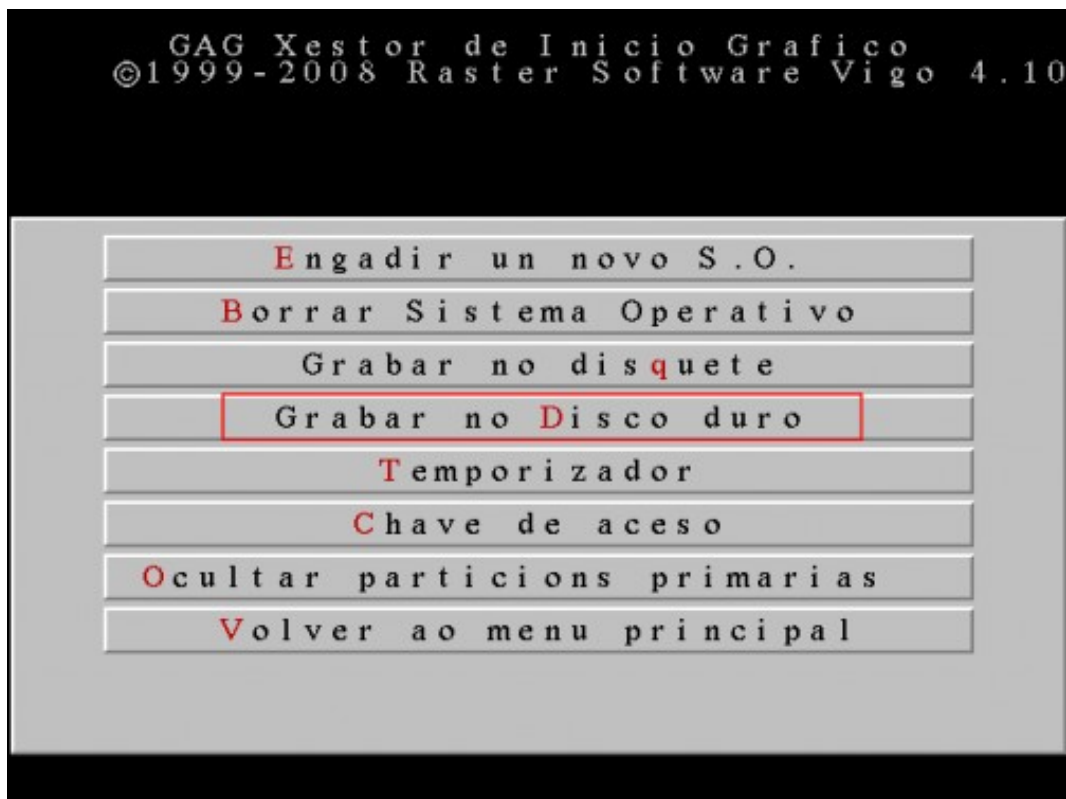 GAG Xestor de Inicio Grafico
©1999-2008 Raster Software Vigo 4.10
Engadir un novo S.O.
Borrar Sistema Operativo
Grabar no disquete
Grabar no Disco duro
Temporizador
Chave de aceso
Ocultar particions primarias
Volver ao menu principal